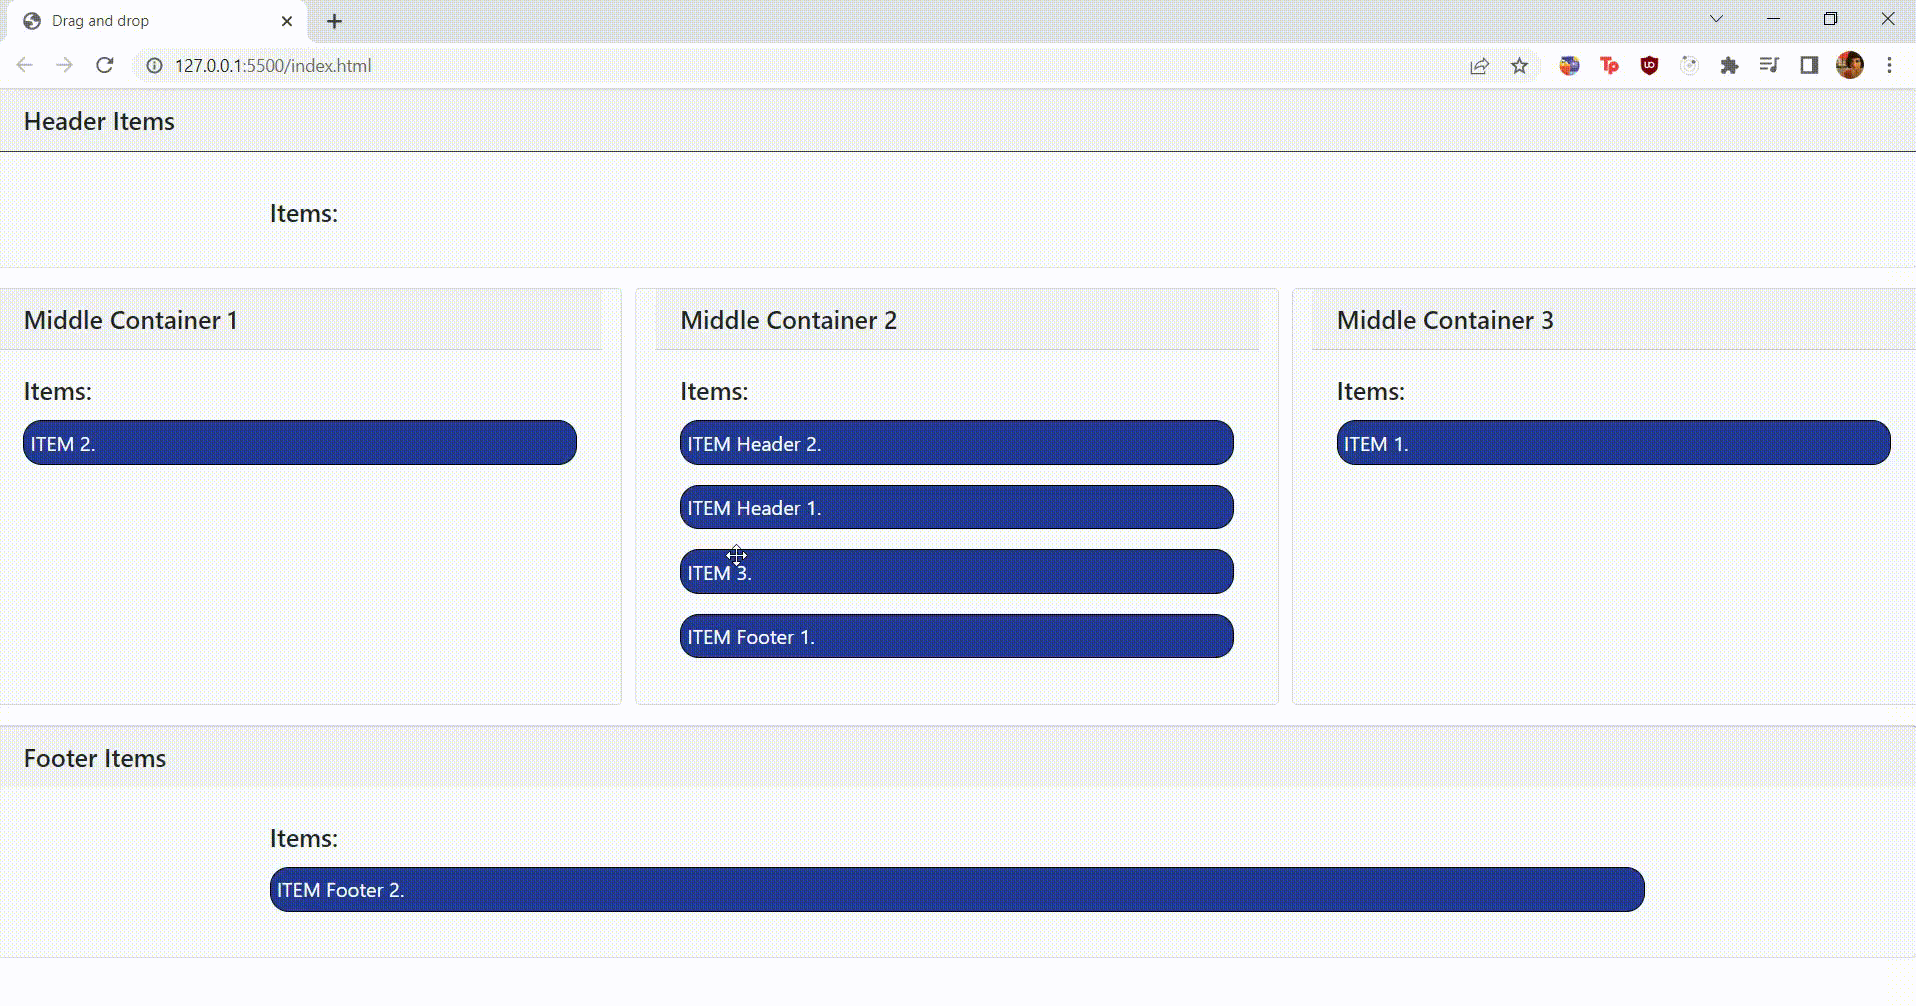 Drag and drop
127.0.0.1:5500/index.html
Tp
UO
Header Items
Items:
Middle Container 1
Items:
ITEM 2.
Middle Container 2
Items:
ITEM Header 2.
ITEM Header 1.
ITEM 3.
ITEM Footer 1.
Middle Container 3
Items:
ITEM 1.
Footer Items
Items:
ITEM Footer 2.